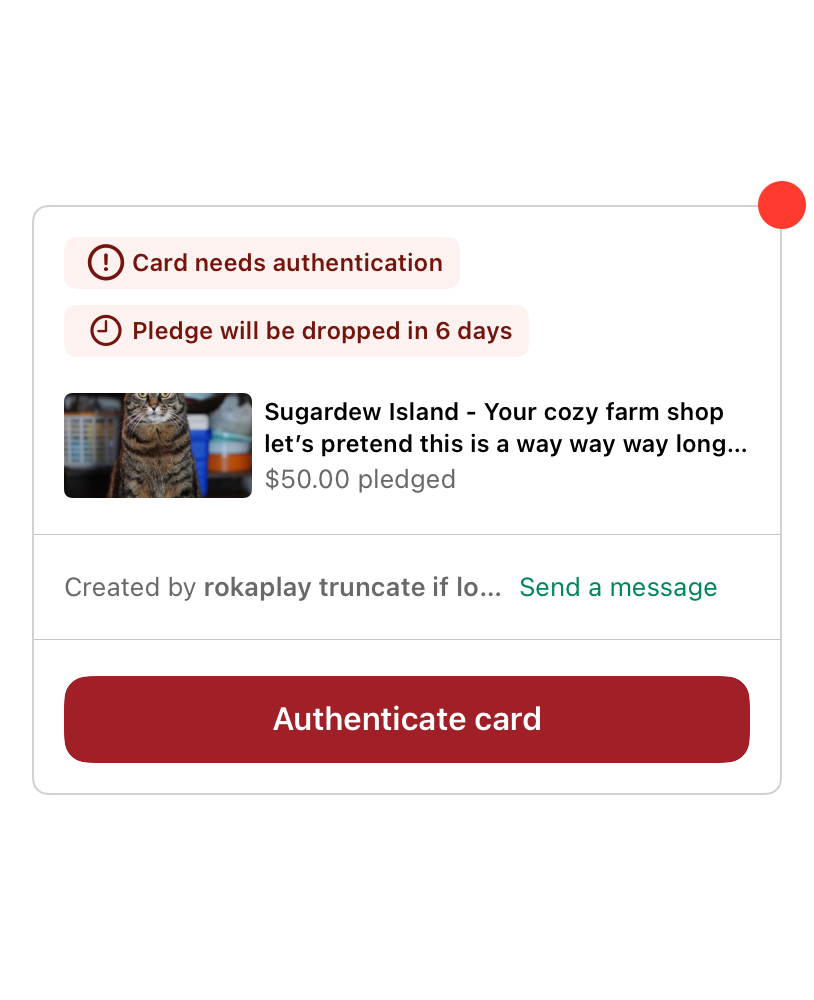 Card needs authentication
Pledge will be dropped in 6 days
Sugardew Island - Your cozy farm shop
let’s pretend this is a way way way long...
$50.00 pledged
Created by rokaplay truncate if lo... Send a message
Authenticate card